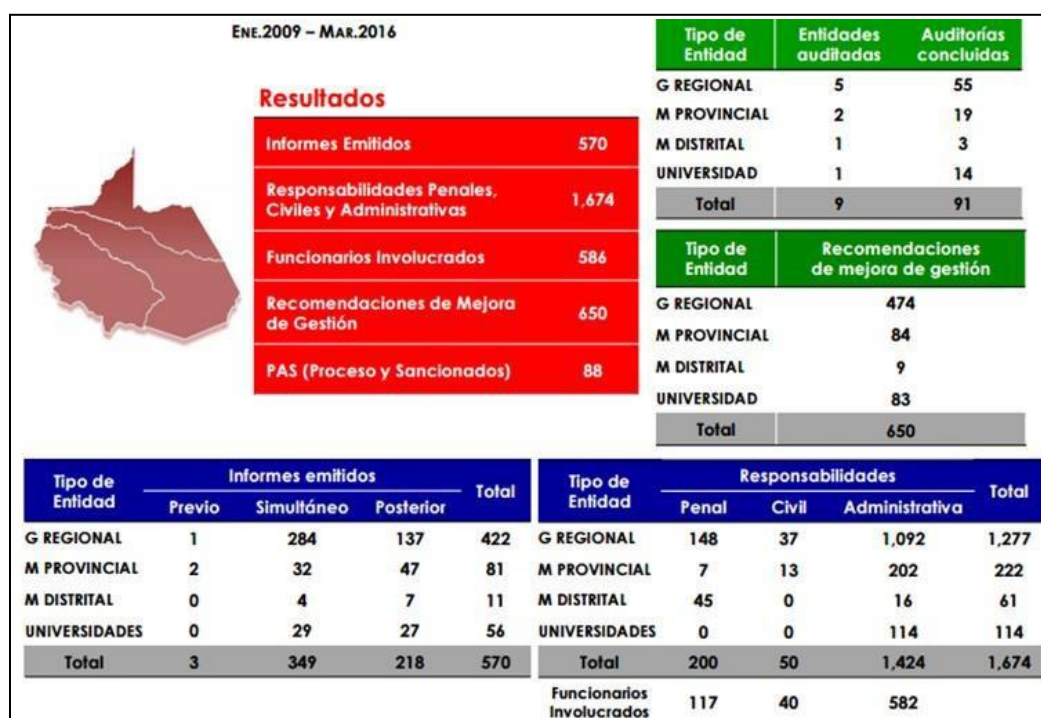 ENE.2009 – MAR.2016
Resultados
Informes Emitidos 570
Responsabilidades Penales, Civiles y Administrativas 1,674
Funcionarios Involucrados 586
Recomendaciones de Mejora de Gestión 650
PAS (Proceso y Sancionados) 88
Tipo de Entidad Entidades auditadas Auditorías concluidas
G REGIONAL 5 55
M PROVINCIAL 2 19
M DISTRITAL 1 3
UNIVERSIDAD 1 14
Total 9 91
Tipo de Entidad Recomendaciones de mejora de gestión
G REGIONAL 474
M PROVINCIAL 84
M DISTRITAL 9
UNIVERSIDAD 83
Total 650
Tipo de Entidad Informes emitidos Total
Previo Simultáneo Posterior
G REGIONAL 1 284 137 422
M PROVINCIAL 2 32 47 81
M DISTRITAL 0 4 7 11
UNIVERSIDADES 0 29 27 56
Total 3 349 218 570
Tipo de Entidad Responsabilidades Total
Penal Civil Administrativa
G REGIONAL 148 37 1,092 1,277
M PROVINCIAL 7 13 202 222
M DISTRITAL 45 0 16 61
UNIVERSIDADES 0 0 114 114
Total 200 50 1,424 1,674
Funcionarios Involucrados 117 40 582